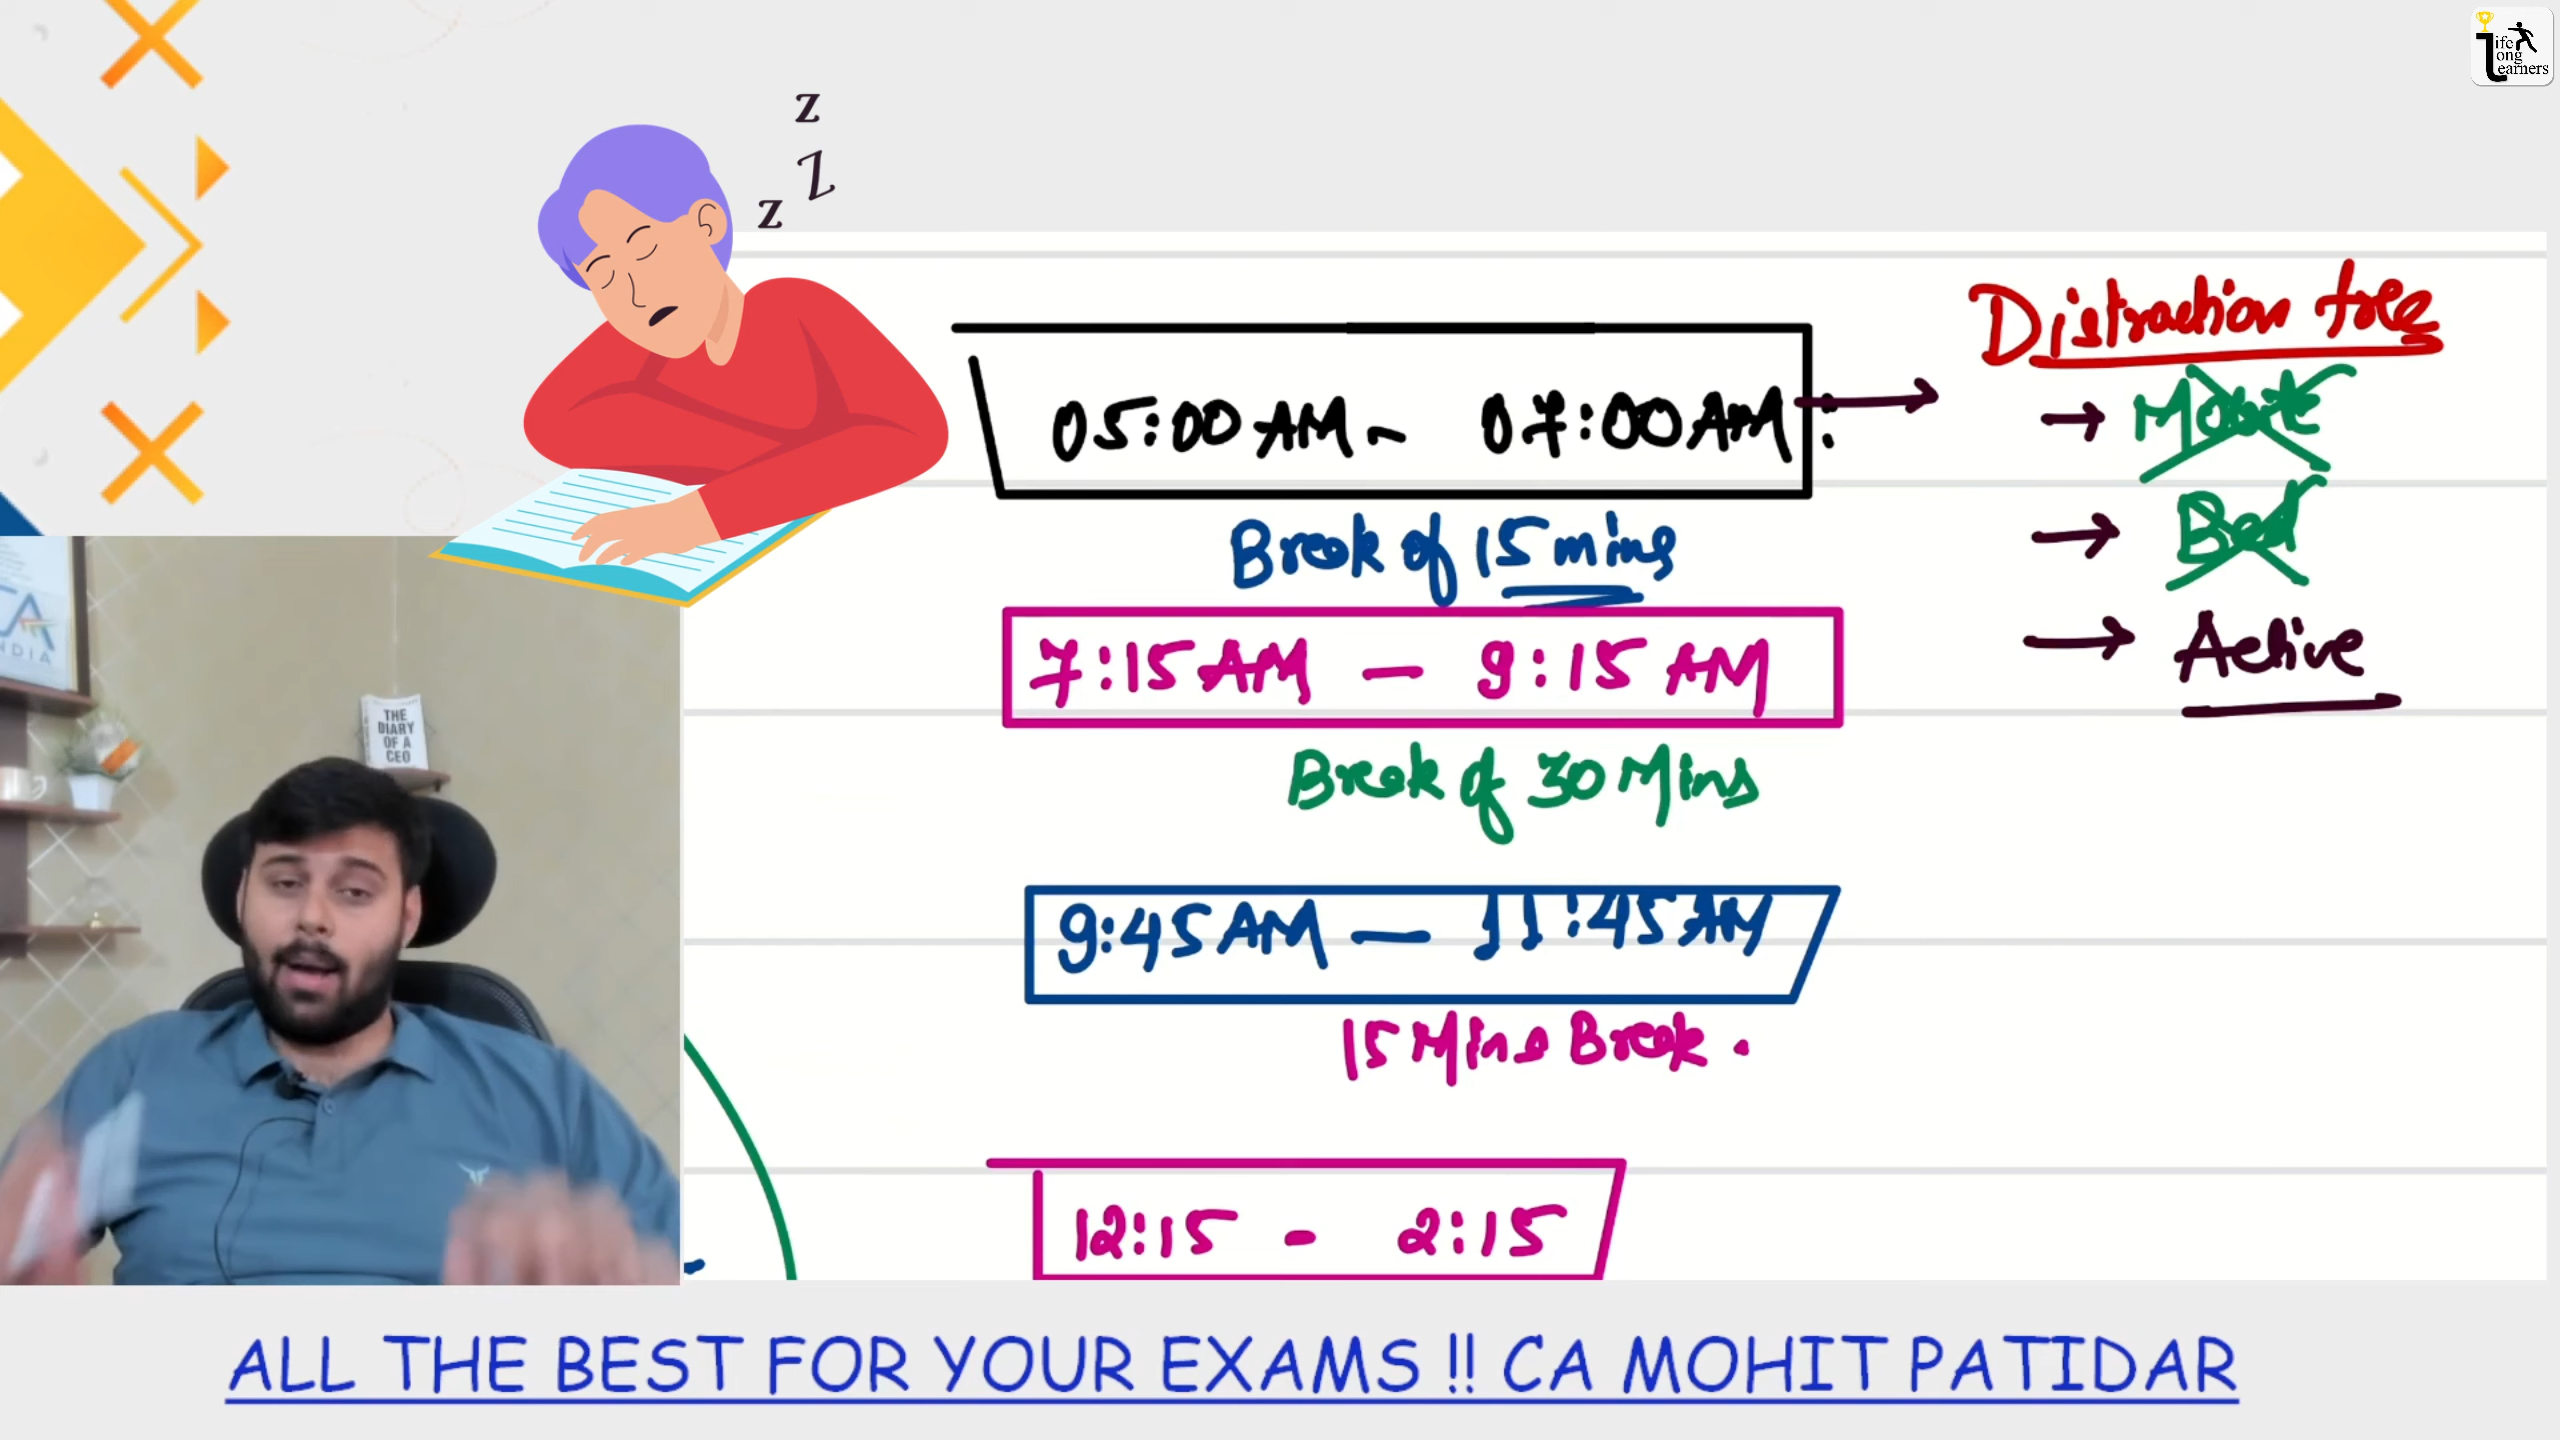 Life
Long
Learners
z
Z
z
Distraction free
05:00 AM - 07:00 AM :
→ Mobile
Break of 15 mins
→ Bed
7:15 AM — 9:15 AM
→ Active
Break of 30 Mins
9:45 AM — 11:45 AM
15 Mins Break .
12:15 - 2:15
CA
INDIA
THE
DIARY
OF A
CEO
ALL THE BEST FOR YOUR EXAMS !! CA MOHIT PATIDAR